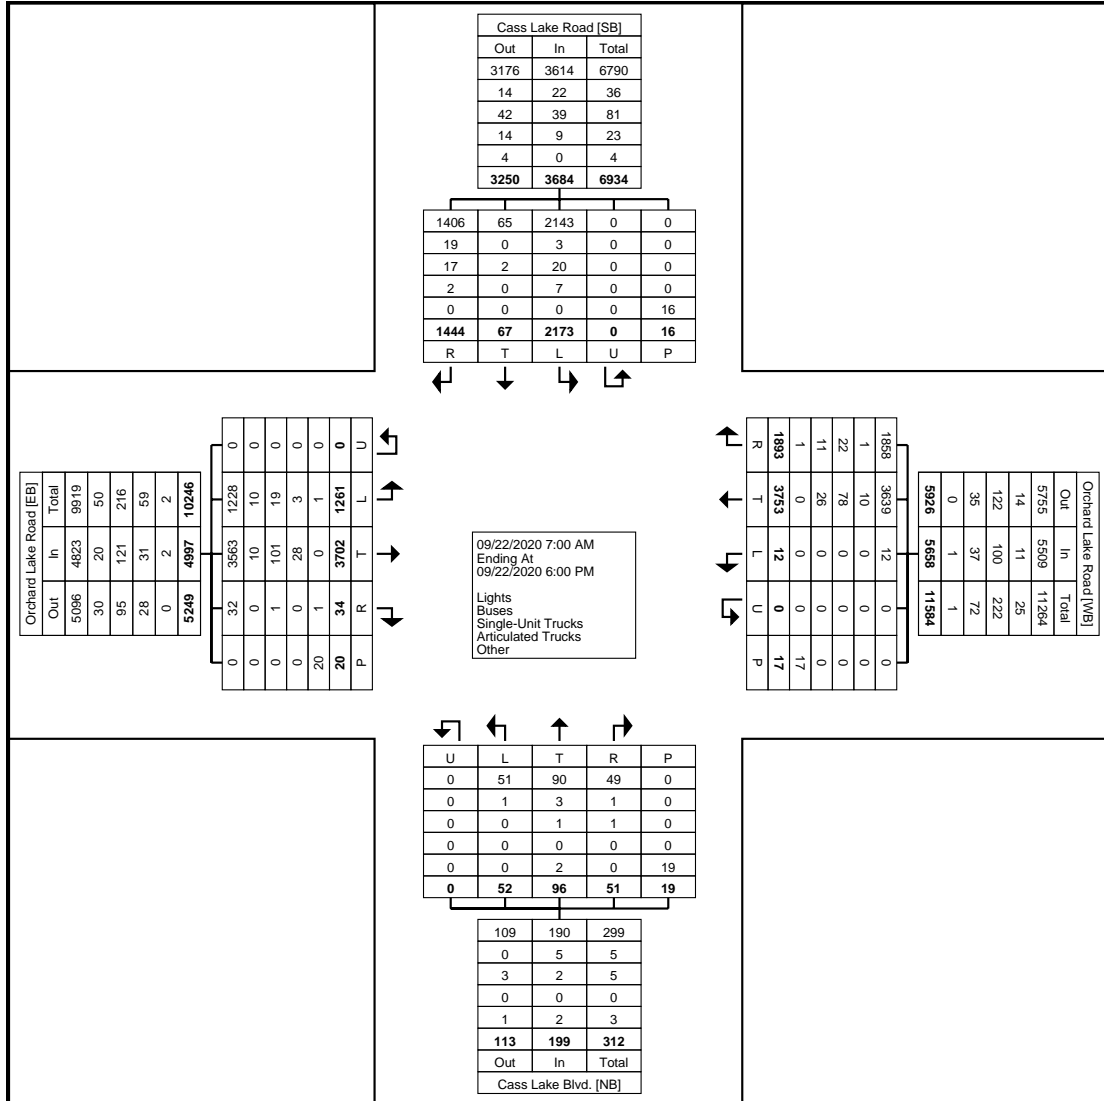 Cass Lake Road [SB]
Out In Total
3176 3614 6790
14 22 36
42 39 81
14 9 23
4 0 4
3250 3684 6934
1406 65 2143 0 0
19 0 3 0 0
17 2 20 0 0
2 0 7 0 0
0 0 0 0 16
1444 67 2173 0 16
R T L U P
Orchard Lake Road [EB]
Total In Out
9919 4823 5096
50 20 30
216 121 95
59 31 28
2 2 0
10246 4997 5249
0 1228 3563 32 0
0 10 10 0 0
0 19 101 1 0
0 3 28 0 0
0 1 0 1 20
0 1261 3702 34 20
U L T R P
09/22/2020 7:00 AM
Ending At
09/22/2020 6:00 PM
Lights
Buses
Single-Unit Trucks
Articulated Trucks
Other
R T L U P
1893 3753 12 0 17
1 0 0 0 17
11 26 0 0 0
22 78 0 0 0
1 10 0 0 0
1858 3639 12 0 0
5926 5658 11584
0 1 1
35 37 72
122 100 222
14 11 25
5755 5509 11264
Out In Total
Orchard Lake Road [WB]
U L T R P
0 51 90 49 0
0 1 3 1 0
0 0 1 1 0
0 0 0 0 0
0 0 2 0 19
0 52 96 51 19
109 190 299
0 5 5
3 2 5
0 0 0
1 2 3
113 199 312
Out In Total
Cass Lake Blvd. [NB]